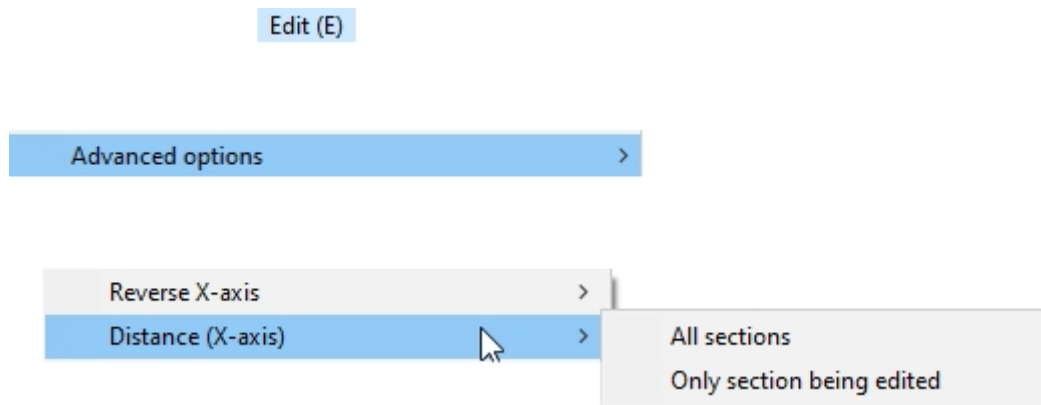 Edit (E)
Advanced options
Reverse X-axis
Distance (X-axis)
All sections
Only section being edited